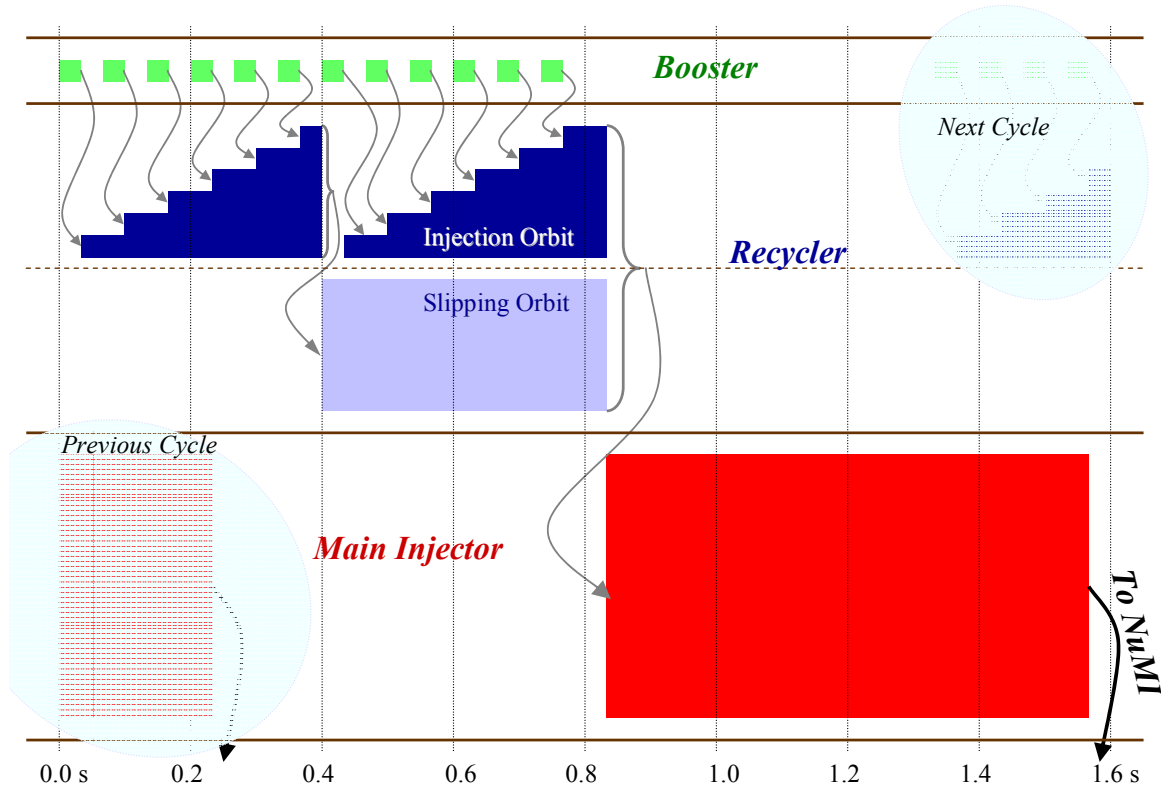 Booster
Next Cycle
Injection Orbit
Recycler
Slipping Orbit
Previous Cycle
Main Injector
To NuMI
0.0 s
0.2
0.4
0.6
0.8
1.0
1.2
1.4
1.6 s